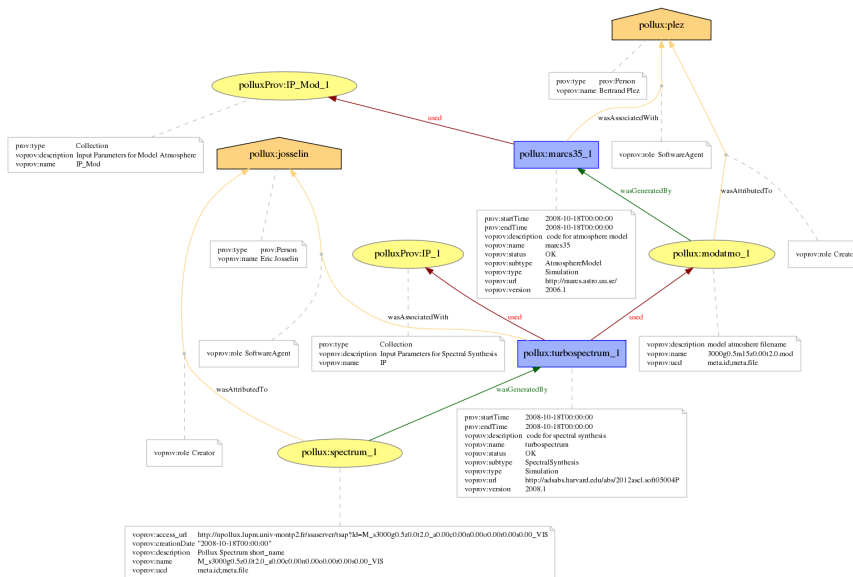 pollux:plez
prov:type prov:Person
voprov:name Bertrand Plez
polluxProv:IP_Mod_1
used
wasAssociatedWith
prov:type Collection
voprov:description Input Parameters for Model Atmosphere
voprov:name IP_Mod
pollux:josselin
pollux:marcs35_1
voprov:role SoftwareAgent
wasGeneratedBy
wasAttributedTo
prov:startTime 2008-10-18T00:00:00
prov:endTime 2008-10-18T00:00:00
voprov:description code for atmosphere model
voprov:name marcs35
voprov:status OK
voprov:subtype AtmosphereModel
voprov:type Simulation
voprov:url http://marcs.astro.uu.se/
voprov:version 2006.1
prov:type prov:Person
voprov:name Eric Josselin
polluxProv:IP_1
pollux:modatmo_1
voprov:role Creato
wasAssociatedWith
used
used
voprov:role SoftwareAgent
prov:type Collection
voprov:description Input Parameters for Spectral Synthesis
voprov:name IP
pollux:turbospectrum_1
voprov:description model atmoshere filename
voprov:name 3000g0.5m15z0.00t2.0.mod
voprov:ucd meta.id;meta.file
wasAttributedTo
wasGeneratedBy
prov:startTime 2008-10-18T00:00:00
prov:endTime 2008-10-18T00:00:00
voprov:description code for spectral synthesis
voprov:name turbospectrum
voprov:status OK
voprov:subtype SpectralSynthesis
voprov:type Simulation
voprov:url http://adsabs.harvard.edu/abs/2012ascl.soft05004P
voprov:version 2008.1
voprov:role Creator
pollux:spectrum_1
voprov:access_url http://npollux.lupm.univ-montp2.fr/ssaserver/tsap?Id=M_s3000g0.5z0.0t2.0_a0.00c0.00n0.00o0.00r0.00s0.00_VIS
voprov:creationDate "2008-10-18T00:00:00"
voprov:description Pollux Spectrum short_name
voprov:name M_s3000g0.5z0.0t2.0_a0.00c0.00n0.00o0.00r0.00s0.00_VIS
voprov:ucd meta.id;meta.file